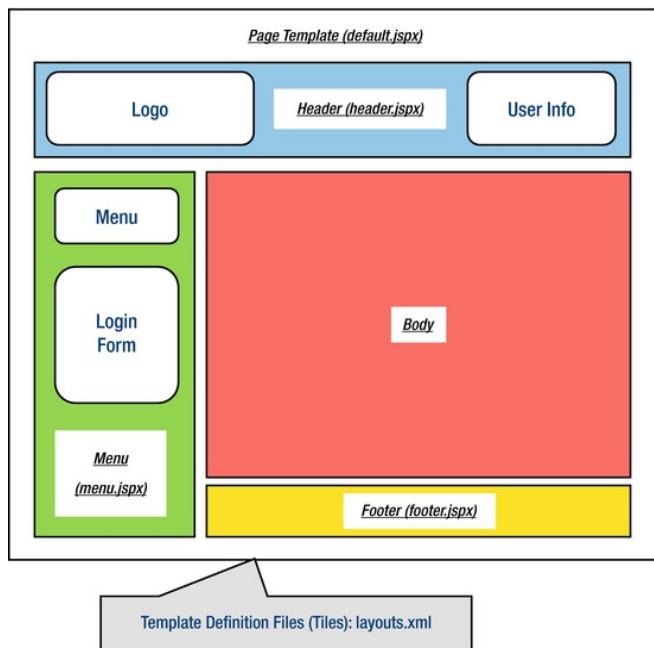 Page Template (default.jspx)
Logo
Header (header.jspx)
User Info
Menu
Login
Form
Menu
(menu.jspx)
Body
Footer (footer.jspx)
Template Definition Files (Tiles): layouts.xml